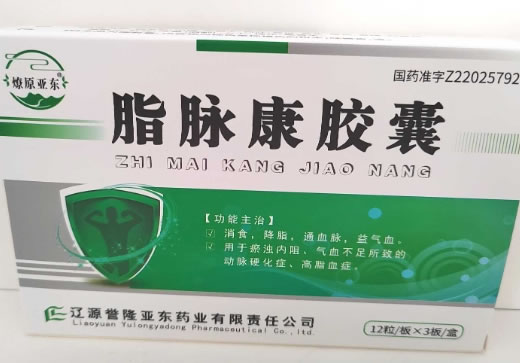 燎原亚东®
国药准字Z22025792
脂脉康胶囊
ZHI MAI KANG JIAO NANG
【功能主治】
消食，降脂，通血脉，益气血。
用于瘀浊内阻，气血不足所致的
动脉硬化症、高脂血症。
辽源誉隆亚东药业有限责任公司
Liaoyuan Yulongyadong Pharmaceutical Co., Ltd.
12粒/板×3板/盒